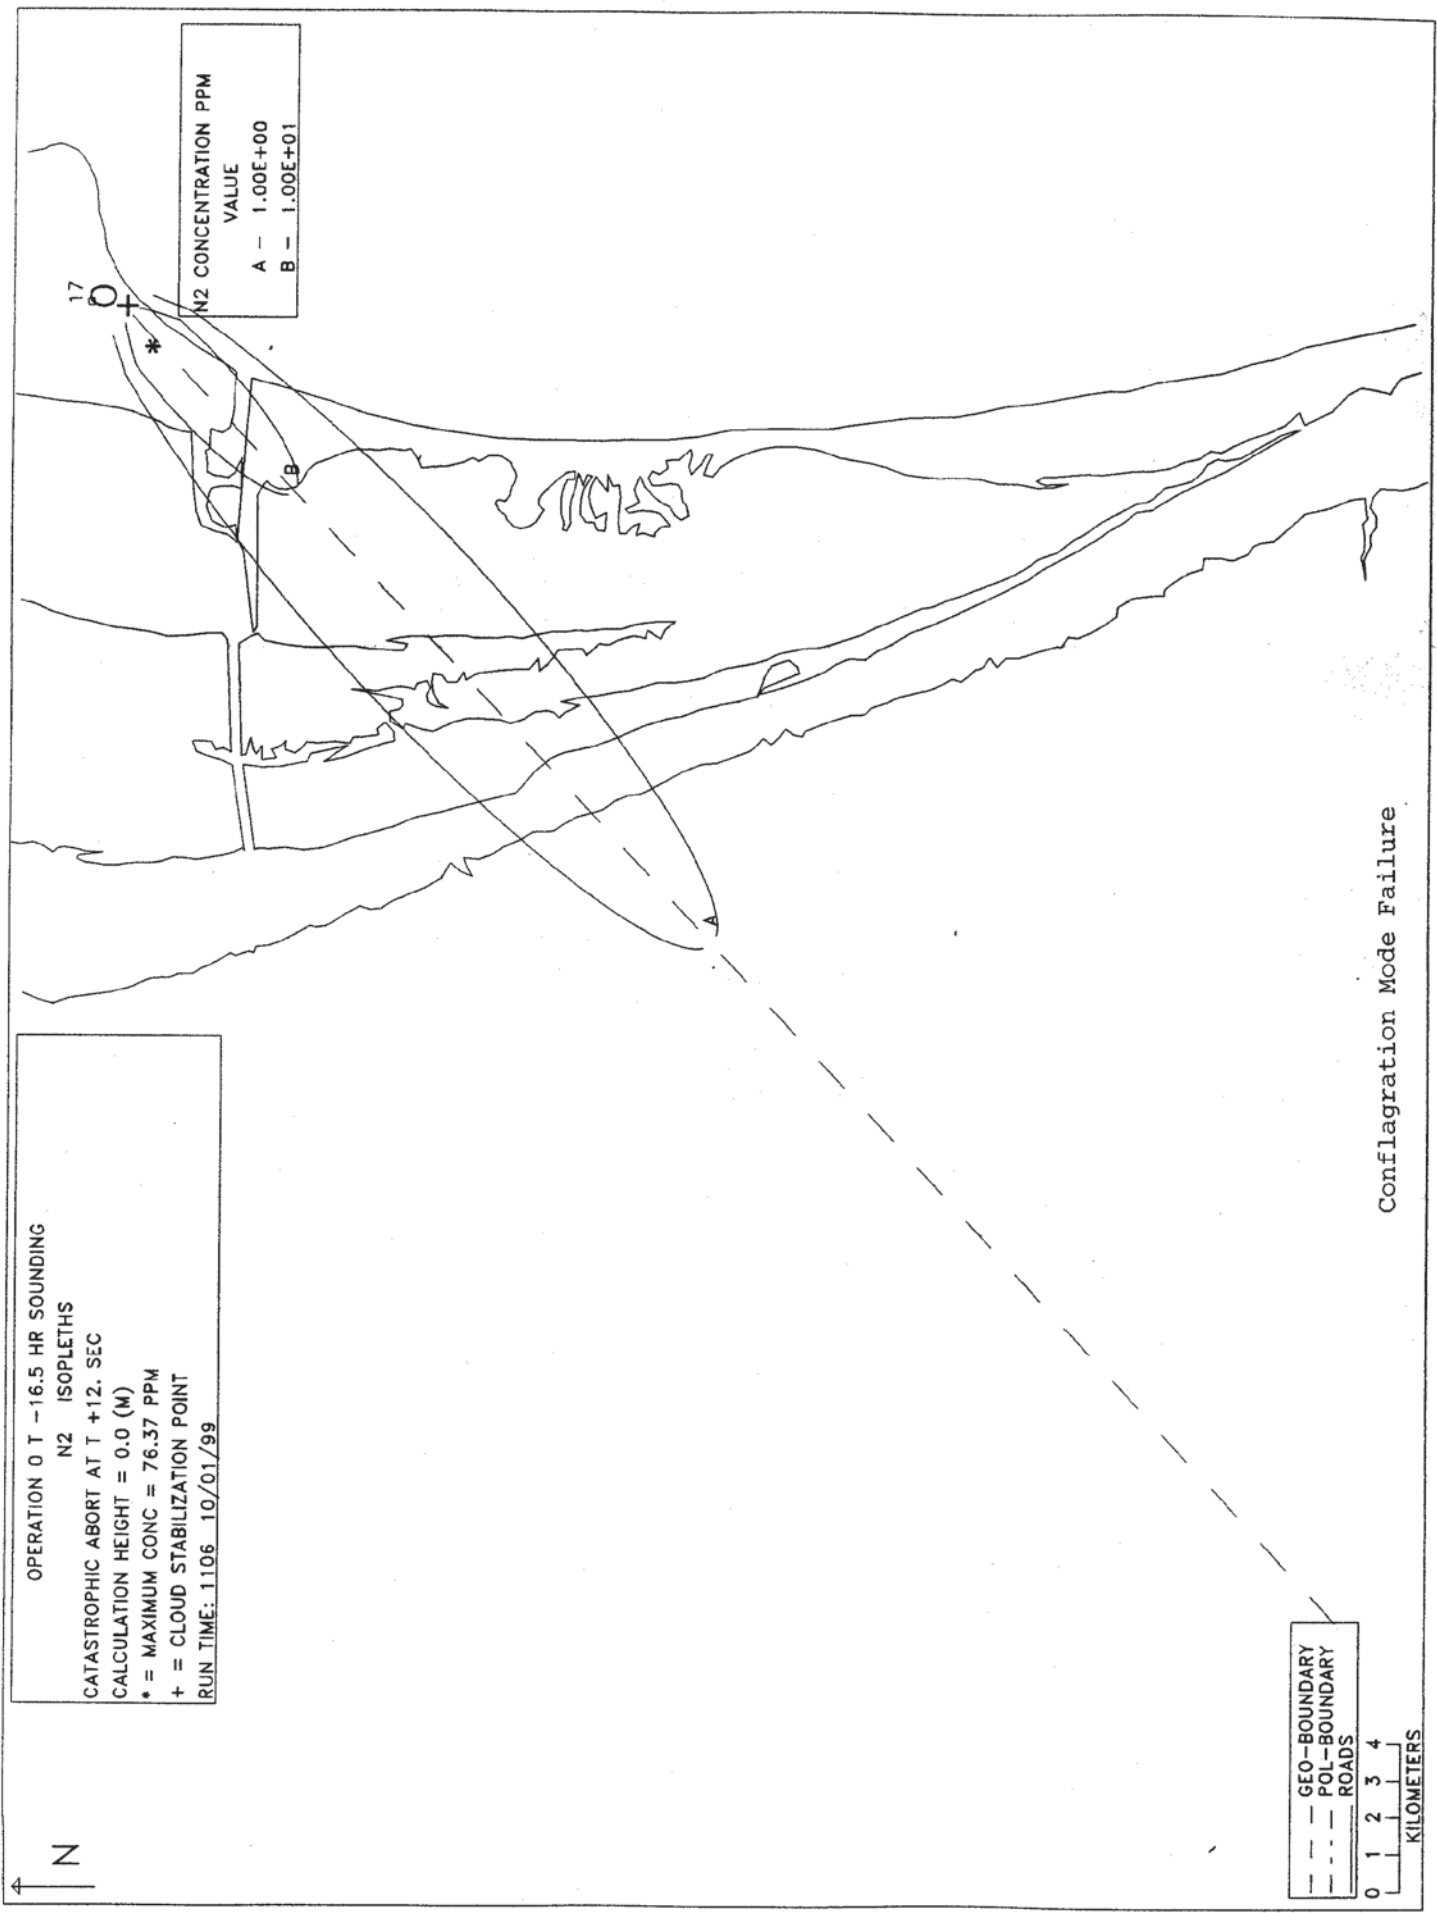 OPERATION 0 T -16.5 HR SOUNDING
N2 ISOPLETHS
CATASTROPHIC ABORT AT T +12. SEC
CALCULATION HEIGHT = 0.0 (M)
* = MAXIMUM CONC = 76.37 PPM
+ = CLOUD STABILIZATION POINT
RUN TIME: 1106 10/01/99
N
17
O
+
*
N2 CONCENTRATION PPM
VALUE
A - 1.00E+00
B - 1.00E+01
B
A
GEO-BOUNDARY
POL-BOUNDARY
ROADS
0 1 2 3 4
KILOMETERS
Conflagration Mode Failure